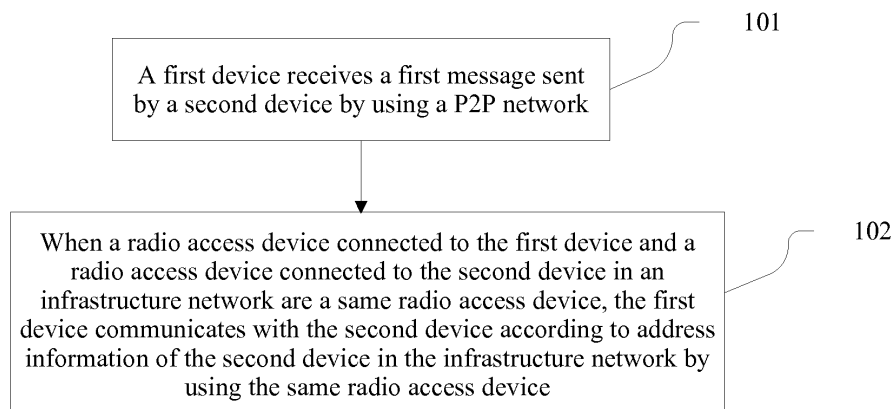 101
A first device receives a first message sent
by a second device by using a P2P network
102
When a radio access device connected to the first device and a
radio access device connected to the second device in an
infrastructure network are a same radio access device, the first
device communicates with the second device according to address
information of the second device in the infrastructure network by
using the same radio access device